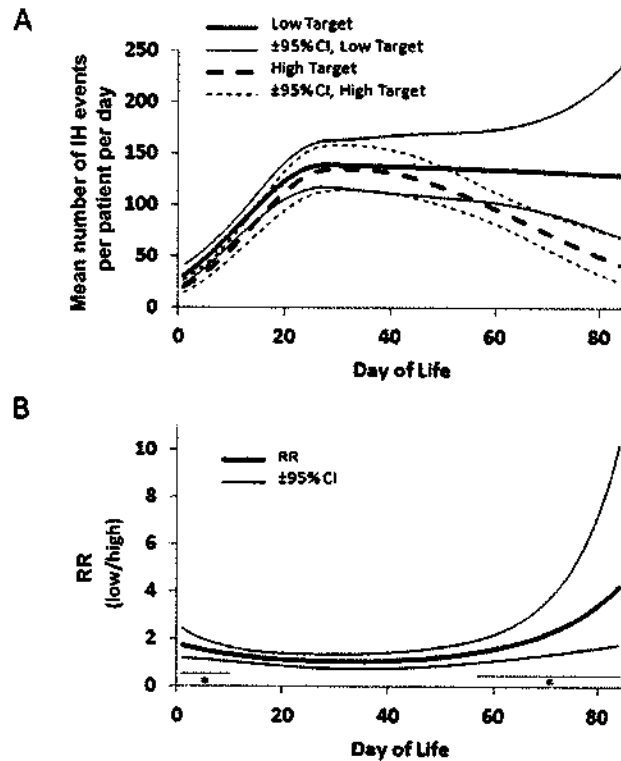 A
Low Target
±95% CI, Low Target
High Target
±95% CI, High Target
Mean number of IH events
per patient per day
250
200
150
100
50
0
0
20
40
60
80
Day of Life
B
RR
±95% CI
RR
(low/high)
10
8
6
4
2
0
*
*
0
20
40
60
80
Day of Life